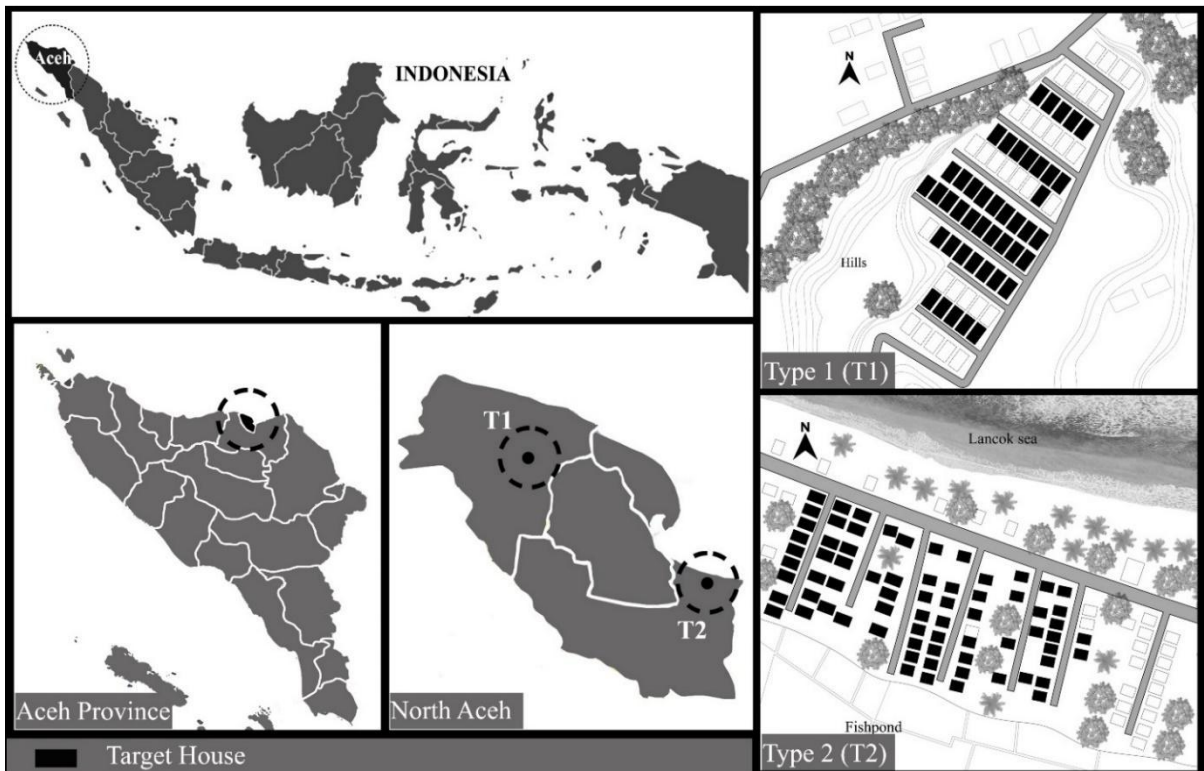 Aceh
INDONESIA
N
Hills
Type 1 (T1)
Aceh Province
T1
T2
North Aceh
N
Lancok sea
Fishpond
Type 2 (T2)
Target House